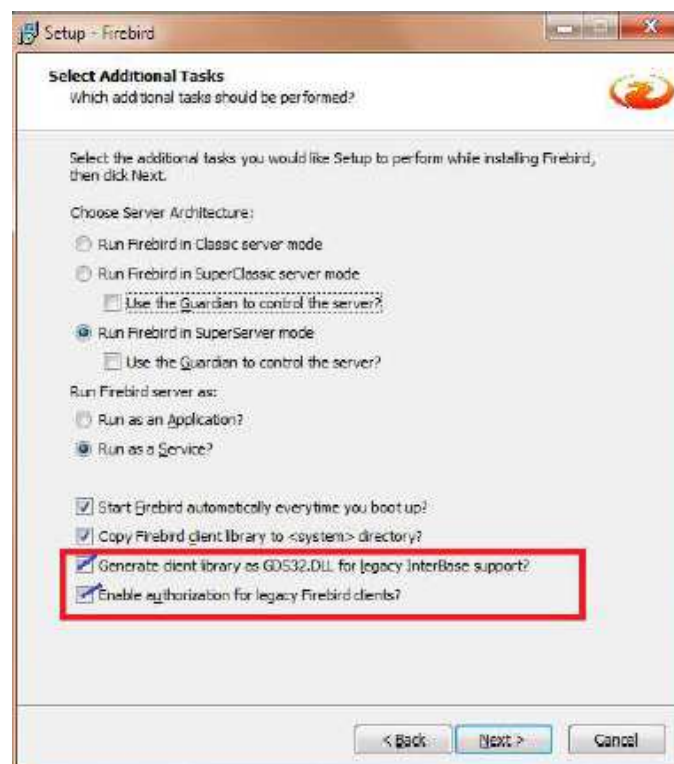 Setup - Firebird
Select Additional Tasks
Which additional tasks should be performed?
Select the additional tasks you would like Setup to perform while installing Firebird,
then click Next.
Choose Server Architecture:
Run Firebird in Classic server mode
Run Firebird in SuperClassic server mode
Use the Guardian to control the server?
Run Firebird in SuperServer mode
Use the Guardian to control the server?
Run Firebird server as:
Run as an Application?
Run as a Service?
Start Firebird automatically everytime you boot up?
Copy Firebird client library to <system> directory?
Generate client library as GDS32.DLL for legacy InterBase support?
Enable authorization for legacy Firebird clients?
< Back
Next >
Cancel